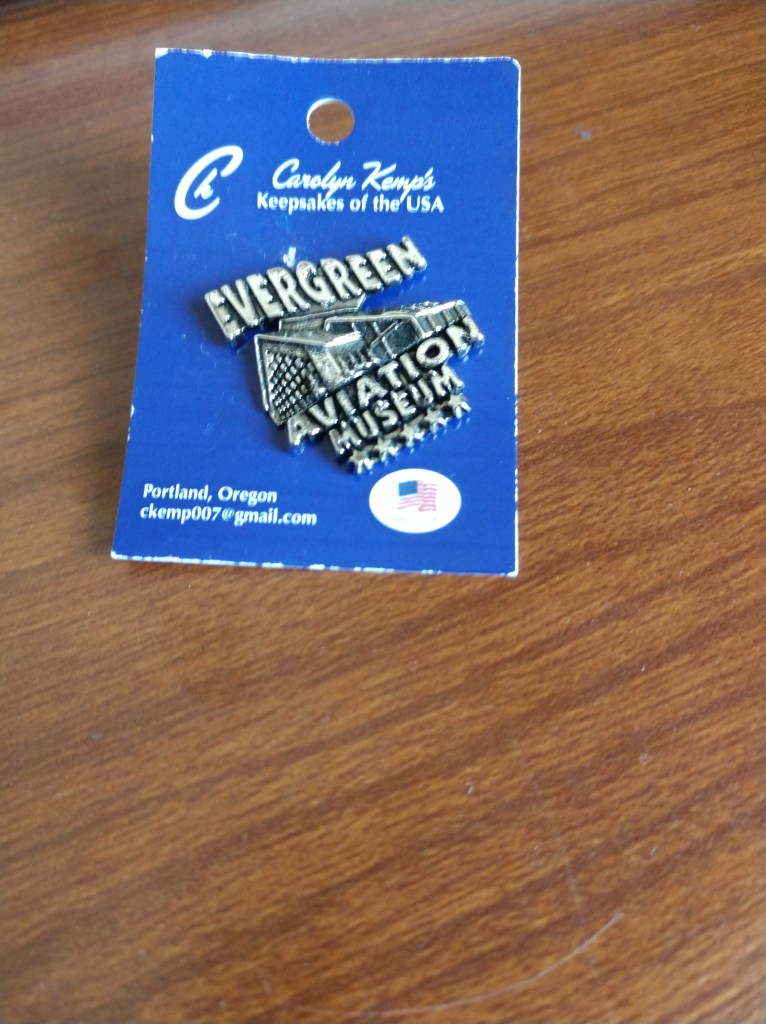 Ck
Carolyn Kemp's
Keepsakes of the USA
EVERGREEN
AVIATION
MUSEUM
Portland, Oregon
ckemp007@gmail.com